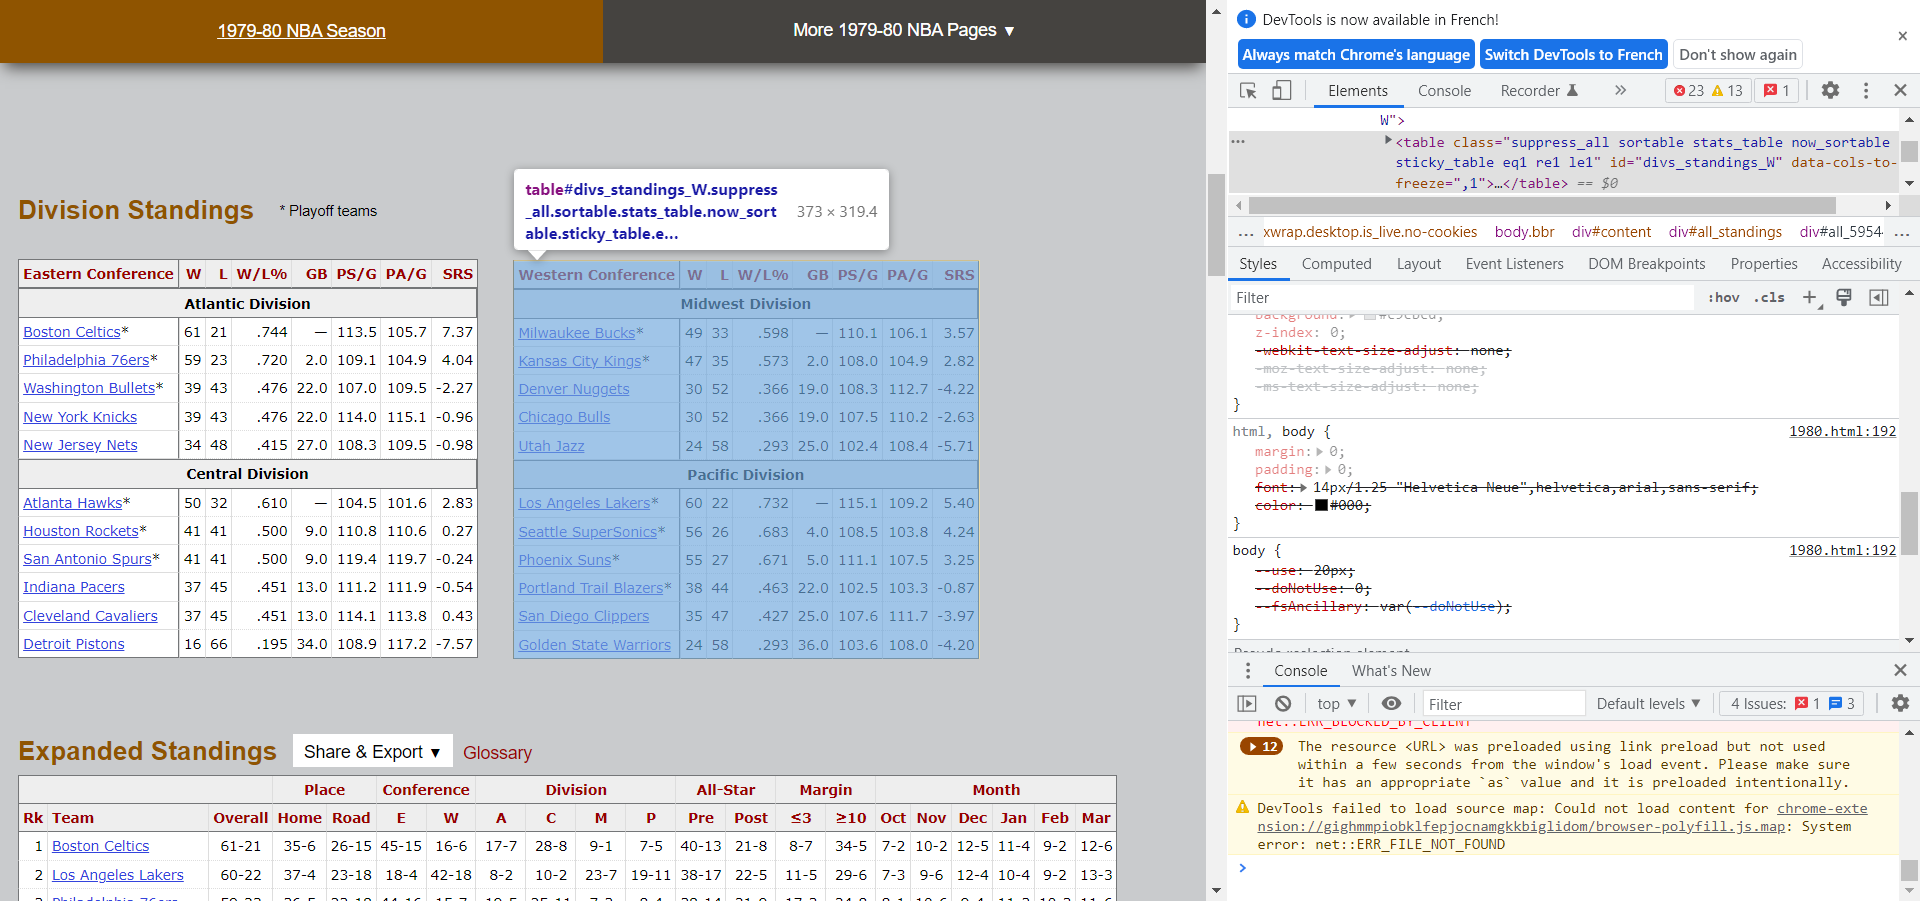 1979-80 NBA Season
More 1979-80 NBA Pages ▼
Division Standings * Playoff teams
Eastern Conference W L W/L% GB PS/G PA/G SRS
Atlantic Division
Boston Celtics* 61 21 .744 — 113.5 105.7 7.37
Philadelphia 76ers* 59 23 .720 2.0 109.1 104.9 4.04
Washington Bullets* 39 43 .476 22.0 107.0 109.5 -2.27
New York Knicks 39 43 .476 22.0 114.0 115.1 -0.96
New Jersey Nets 34 48 .415 27.0 108.3 109.5 -0.98
Central Division
Atlanta Hawks* 50 32 .610 — 104.5 101.6 2.83
Houston Rockets* 41 41 .500 9.0 110.8 110.6 0.27
San Antonio Spurs* 41 41 .500 9.0 119.4 119.7 -0.24
Indiana Pacers 37 45 .451 13.0 111.2 111.9 -0.54
Cleveland Cavaliers 37 45 .451 13.0 114.1 113.8 0.43
Detroit Pistons 16 66 .195 34.0 108.9 117.2 -7.57
table#divs_standings_W.suppress
_all.sortable.stats_table.now_sort 373 × 319.4
able.sticky_table.e...
Western Conference W L W/L% GB PS/G PA/G SRS
Midwest Division
Milwaukee Bucks* 49 33 .598 — 110.1 106.1 3.57
Kansas City Kings* 47 35 .573 2.0 108.0 104.9 2.82
Denver Nuggets 30 52 .366 19.0 108.3 112.7 -4.22
Chicago Bulls 30 52 .366 19.0 107.5 110.2 -2.63
Utah Jazz 24 58 .293 25.0 102.4 108.4 -5.71
Pacific Division
Los Angeles Lakers* 60 22 .732 — 115.1 109.2 5.40
Seattle SuperSonics* 56 26 .683 4.0 108.5 103.8 4.24
Phoenix Suns* 55 27 .671 5.0 111.1 107.5 3.25
Portland Trail Blazers* 38 44 .463 22.0 102.5 103.3 -0.87
San Diego Clippers 35 47 .427 25.0 107.6 111.7 -3.97
Golden State Warriors 24 58 .293 36.0 103.6 108.0 -4.20
Expanded Standings Share & Export ▼ Glossary
Place Conference Division All-Star Margin Month
Rk Team Overall Home Road E W A C M P Pre Post ≤3 ≥10 Oct Nov Dec Jan Feb Mar
1 Boston Celtics 61-21 35-6 26-15 45-15 16-6 17-7 28-8 9-1 7-5 40-13 21-8 8-7 34-5 7-2 10-2 12-5 11-4 9-2 12-6
2 Los Angeles Lakers 60-22 37-4 23-18 18-4 42-18 8-2 10-2 23-7 19-11 38-17 22-5 11-5 29-6 7-3 9-6 12-4 10-4 9-2 13-3
DevTools is now available in French!
Always match Chrome's language Switch DevTools to French Don't show again
Elements Console Recorder 23 13 1
W">
<table class="suppress_all sortable stats_table now_sortable
sticky_table eq1 re1 le1" id="divs_standings_W" data-cols-to-
freeze=",1">…</table> == $0
... xwrap.desktop.is_live.no-cookies body.bbr div#content div#all_standings div#all_5954 ...
Styles Computed Layout Event Listeners DOM Breakpoints Properties Accessibility
Filter :hov .cls +
z-index: 0;
-webkit-text-size-adjust: none;
-moz-text-size-adjust: none;
-ms-text-size-adjust: none;
}
html, body { 1980.html:192
margin: 0;
padding: 0;
font: 14px/1.25 "Helvetica Neue",helvetica,arial,sans-serif;
color: #000;
}
body { 1980.html:192
--use: 20px;
--doNotUse: 0;
--fsAncillary: var(--doNotUse);
}
Console What's New
top ▼ Filter Default levels ▼ 4 Issues: 1 3
net::ERR_BLOCKED_BY_CLIENT
12 The resource <URL> was preloaded using link preload but not used
within a few seconds from the window's load event. Please make sure
it has an appropriate `as` value and it is preloaded intentionally.
DevTools failed to load source map: Could not load content for chrome-exte
nsion://gighmmpiobklfepjocnamgkkbiglidom/browser-polyfill.js.map: System
error: net::ERR_FILE_NOT_FOUND